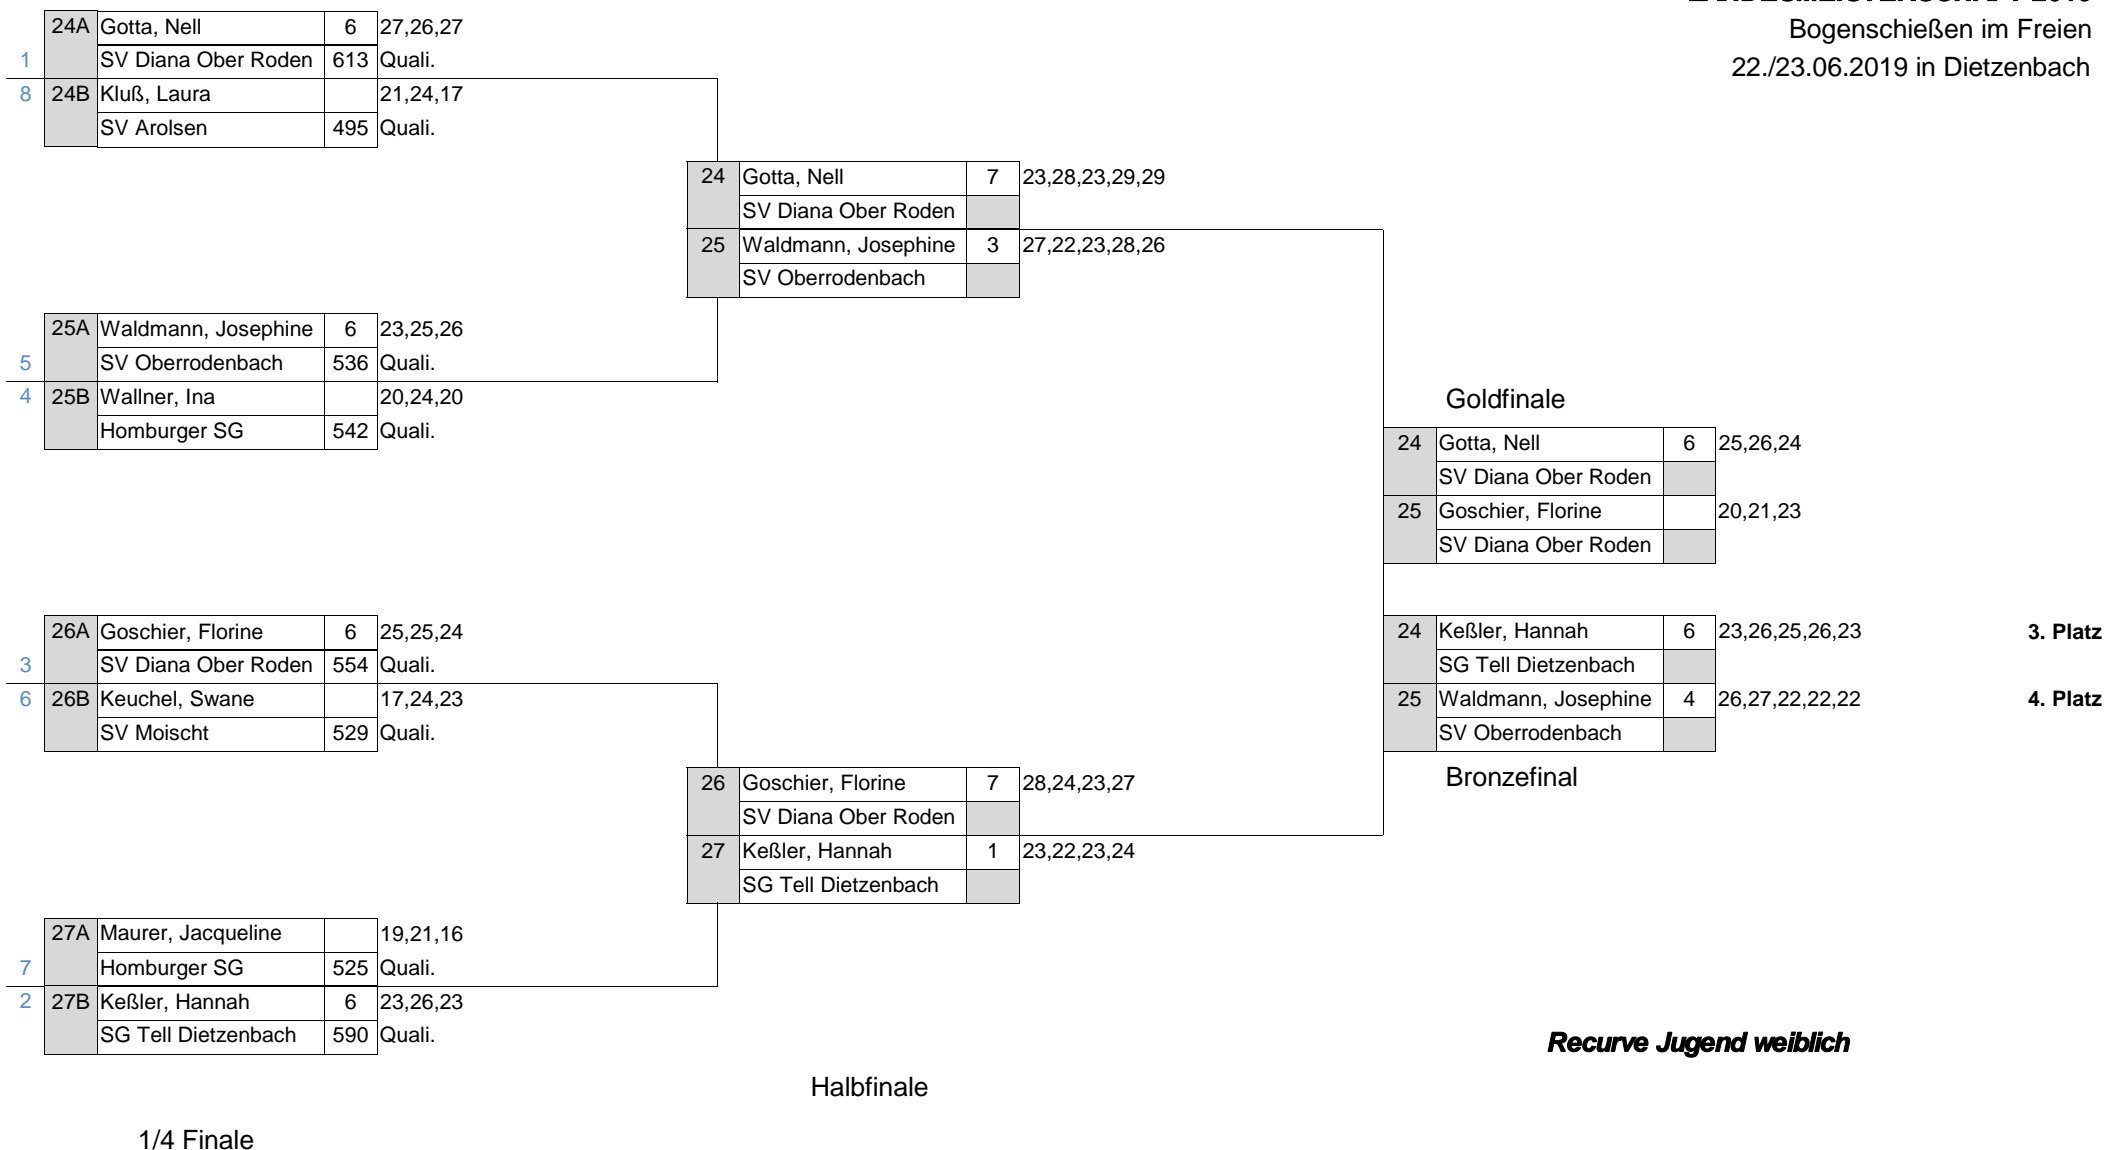 Bogenschießen im Freien
22./23.06.2019 in Dietzenbach
24A Gotta, Nell 6 27,26,27
1 SV Diana Ober Roden 613 Quali.
8 24B Kluß, Laura 21,24,17
SV Arolsen 495 Quali.
24 Gotta, Nell 7 23,28,23,29,29
SV Diana Ober Roden
25 Waldmann, Josephine 3 27,22,23,28,26
SV Oberrodenbach
25A Waldmann, Josephine 6 23,25,26
5 SV Oberrodenbach 536 Quali.
4 25B Wallner, Ina 20,24,20
Homburger SG 542 Quali.
Goldfinale
24 Gotta, Nell 6 25,26,24
SV Diana Ober Roden
25 Goschier, Florine 20,21,23
SV Diana Ober Roden
26A Goschier, Florine 6 25,25,24
3 SV Diana Ober Roden 554 Quali.
6 26B Keuchel, Swane 17,24,23
SV Moischt 529 Quali.
24 Keßler, Hannah 6 23,26,25,26,23 3. Platz
SG Tell Dietzenbach
25 Waldmann, Josephine 4 26,27,22,22,22 4. Platz
SV Oberrodenbach
Bronzefinal
26 Goschier, Florine 7 28,24,23,27
SV Diana Ober Roden
27 Keßler, Hannah 1 23,22,23,24
SG Tell Dietzenbach
27A Maurer, Jacqueline 19,21,16
7 Homburger SG 525 Quali.
2 27B Keßler, Hannah 6 23,26,23
SG Tell Dietzenbach 590 Quali.
Recurve Jugend weiblich
Halbfinale
1/4 Finale